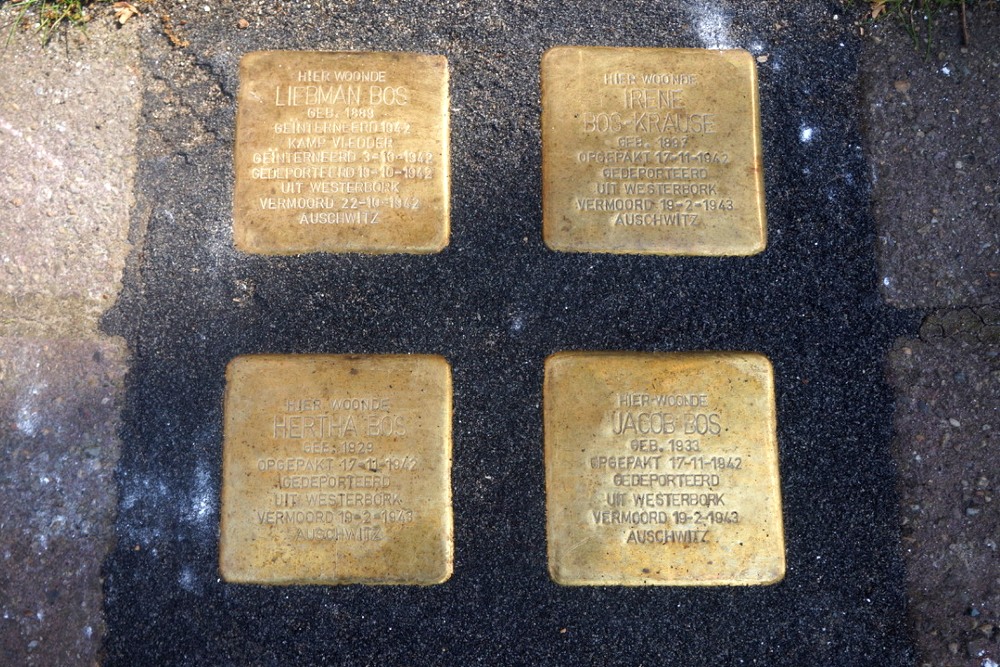 HIER WOONDE
LIEBMAN BOS
GEB. 1889
GEÏNTERNEERD 1942
KAMP VLEDDER
GEÏNTERNEERD 3-10-1942
GEDEPORTEERD 19-10-1942
UIT WESTERBORK
VERMOORD 22-10-1942
AUSCHWITZ
HIER WOONDE
IRENE
BOS-KRAUSE
GEB. 1897
OPGEPAKT 17-11-1942
GEDEPORTEERD
UIT WESTERBORK
VERMOORD 19-2-1943
AUSCHWITZ
HIER WOONDE
HERTHA BOS
GEB. 1929
OPGEPAKT 17-11-1942
GEDEPORTEERD
UIT WESTERBORK
VERMOORD 19-2-1943
AUSCHWITZ
HIER WOONDE
JACOB BOS
GEB. 1933
OPGEPAKT 17-11-1942
GEDEPORTEERD
UIT WESTERBORK
VERMOORD 19-2-1943
AUSCHWITZ